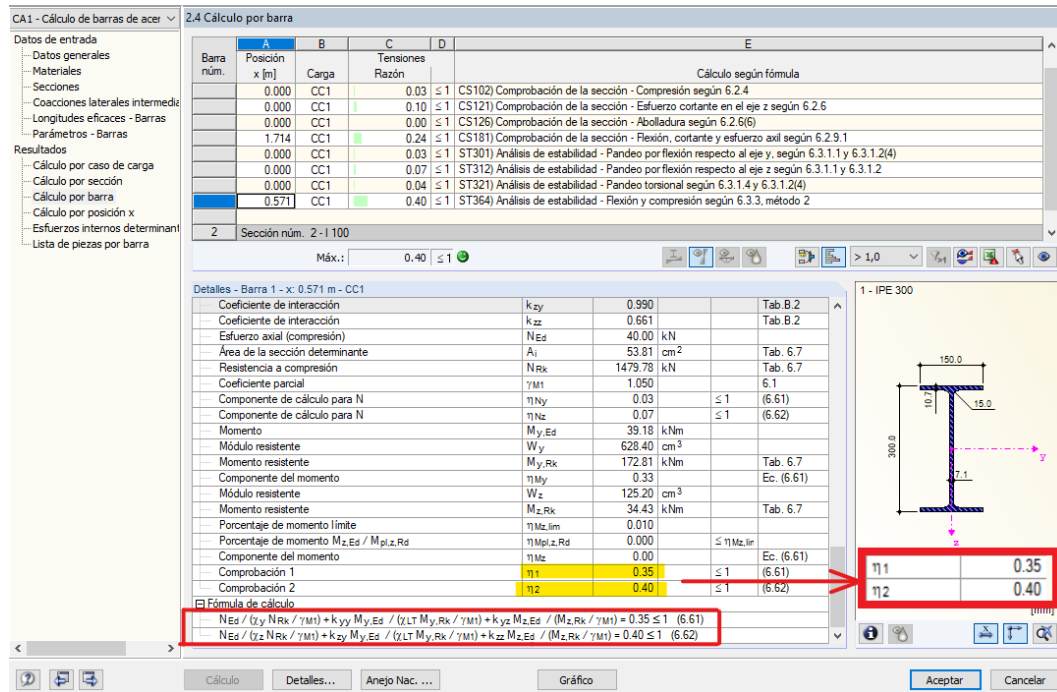 CA1 - Cálculo de barras de acer
2.4 Cálculo por barra
Datos de entrada
Datos generales
Materiales
Secciones
Coacciones laterales intermedia
Longitudes eficaces - Barras
Parámetros - Barras
Resultados
Cálculo por caso de carga
Cálculo por sección
Cálculo por barra
Cálculo por posición x
Esfuerzos internos determinant
Lista de piezas por barra
A B C D E
Barra Posición Tensiones
núm. x [m] Carga Razón Cálculo según fórmula
0.000 CC1 0.03 ≤ 1 CS102) Comprobación de la sección - Compresión según 6.2.4
0.000 CC1 0.10 ≤ 1 CS121) Comprobación de la sección - Esfuerzo cortante en el eje z según 6.2.6
0.000 CC1 0.00 ≤ 1 CS126) Comprobación de la sección - Abolladura según 6.2.6(6)
1.714 CC1 0.24 ≤ 1 CS181) Comprobación de la sección - Flexión, cortante y esfuerzo axil según 6.2.9.1
0.000 CC1 0.03 ≤ 1 ST301) Análisis de estabilidad - Pandeo por flexión respecto al eje y, según 6.3.1.1 y 6.3.1.2(4)
0.000 CC1 0.07 ≤ 1 ST312) Análisis de estabilidad - Pandeo por flexión respecto al eje z según 6.3.1.1 y 6.3.1.2
0.000 CC1 0.04 ≤ 1 ST321) Análisis de estabilidad - Pandeo torsional según 6.3.1.4 y 6.3.1.2(4)
0.571 CC1 0.40 ≤ 1 ST364) Análisis de estabilidad - Flexión y compresión según 6.3.3, método 2
2 Sección núm. 2 - I 100
Máx.: 0.40 ≤ 1
> 1,0
Detalles - Barra 1 - x: 0.571 m - CC1
Coeficiente de interacción kzy 0.990 Tab.B.2
Coeficiente de interacción kzz 0.661 Tab.B.2
Esfuerzo axial (compresión) NEd 40.00 kN
Área de la sección determinante Ai 53.81 cm² Tab. 6.7
Resistencia a compresión NRk 1479.78 kN Tab. 6.7
Coeficiente parcial γM1 1.050 6.1
Componente de cálculo para N ηNy 0.03 ≤ 1 (6.61)
Componente de cálculo para N ηNz 0.07 ≤ 1 (6.62)
Momento My,Ed 39.18 kNm
Módulo resistente Wy 628.40 cm³
Momento resistente My,Rk 172.81 kNm Tab. 6.7
Componente del momento ηMy 0.33 Ec. (6.61)
Módulo resistente Wz 125.20 cm³
Momento resistente Mz,Rk 34.43 kNm Tab. 6.7
Porcentaje de momento límite ηMz,lim 0.010
Porcentaje de momento Mz,Ed / Mpl,z,Rd ηMpl,z,Rd 0.000 ≤ ηMz,lim
Componente del momento ηMz 0.00 Ec. (6.61)
Comprobación 1 η1 0.35 ≤ 1 (6.61)
Comprobación 2 η2 0.40 ≤ 1 (6.62)
Fórmula de cálculo
NEd / (χy NRk / γM1) + kyy My,Ed / (χLT My,Rk / γM1) + kyz Mz,Ed / (Mz,Rk / γM1) = 0.35 ≤ 1 (6.61)
NEd / (χz NRk / γM1) + kzy My,Ed / (χLT My,Rk / γM1) + kzz Mz,Ed / (Mz,Rk / γM1) = 0.40 ≤ 1 (6.62)
1 - IPE 300
150.0
10.7
15.0
300.0
7.1
y
z
η1 0.35
η2 0.40
[mm]
Cálculo
Detalles...
Anejo Nac. ...
Gráfico
Aceptar
Cancelar